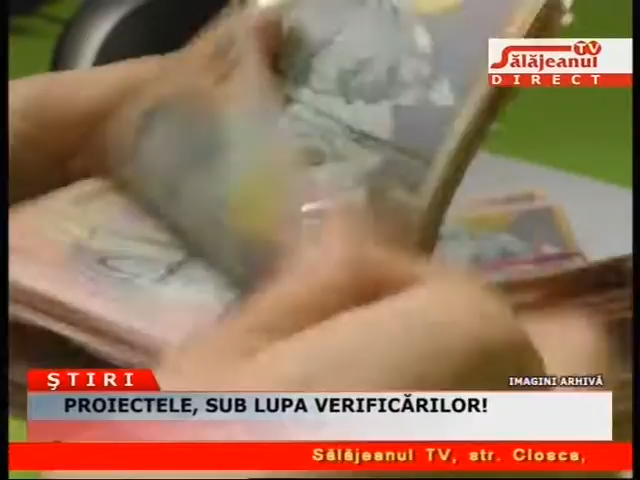 Sălăjeanul TV
DIRECT
ŞTIRI
IMAGINI ARHIVĂ
PROIECTELE, SUB LUPA VERIFICĂRILOR!
Sălăjeanul TV, str. Closca,